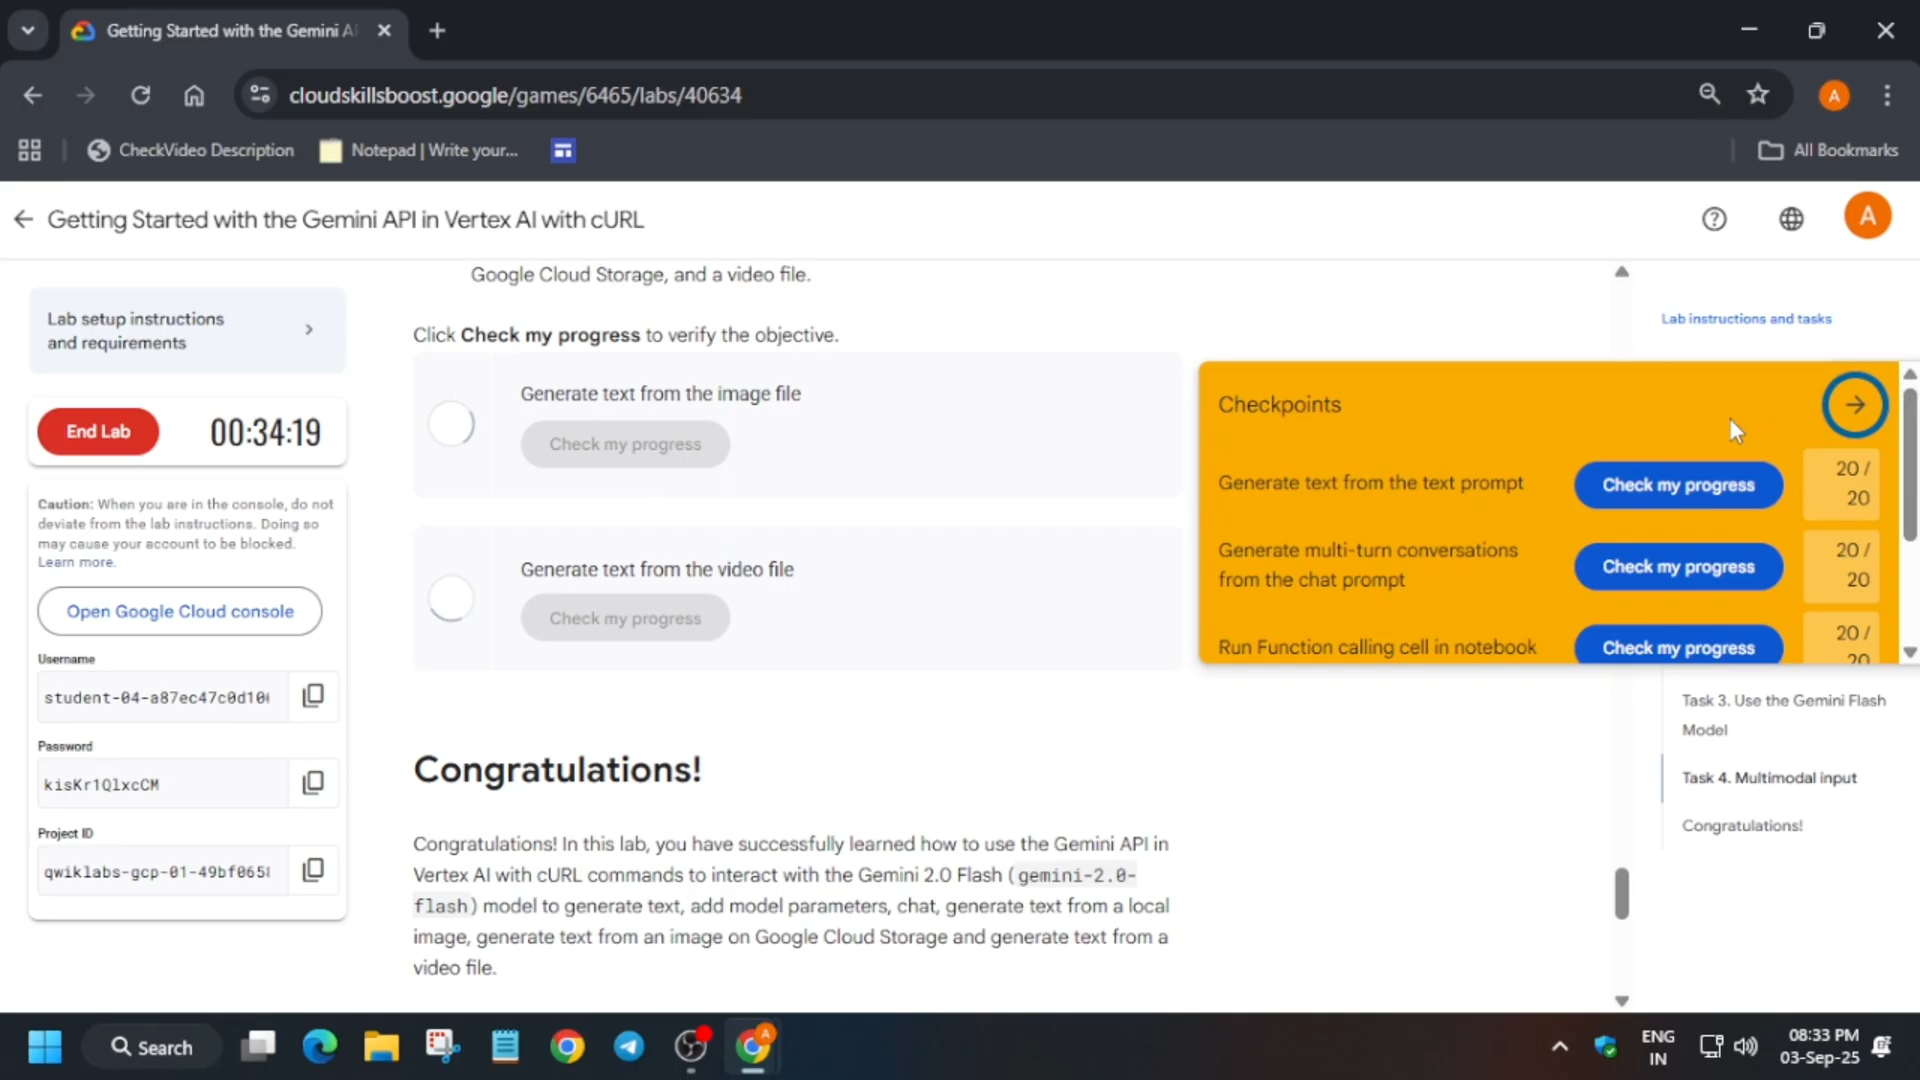 Getting Started with the Gemini A
cloudskillsboost.google/games/6465/labs/40634
A
CheckVideo Description
Notepad | Write your...
All Bookmarks
Getting Started with the Gemini API in Vertex AI with cURL
A
Lab setup instructions
and requirements
End Lab
00:34:19
Caution: When you are in the console, do not
deviate from the lab instructions. Doing so
may cause your account to be blocked.
Learn more.
Open Google Cloud console
Username
student-04-a87ec47c0d10
Password
kisKr1QlxcCM
Project ID
qwiklabs-gcp-01-49bf065
Google Cloud Storage, and a video file.
Click Check my progress to verify the objective.
Generate text from the image file
Check my progress
Generate text from the video file
Check my progress
Congratulations!
Congratulations! In this lab, you have successfully learned how to use the Gemini API in
Vertex AI with cURL commands to interact with the Gemini 2.0 Flash (gemini-2.0-
flash) model to generate text, add model parameters, chat, generate text from a local
image, generate text from an image on Google Cloud Storage and generate text from a
video file.
Lab instructions and tasks
Checkpoints
Generate text from the text prompt
Check my progress
20 /
20
Generate multi-turn conversations
from the chat prompt
Check my progress
20 /
20
Run Function calling cell in notebook
Check my progress
20 /
20
Task 3. Use the Gemini Flash
Model
Task 4. Multimodal input
Congratulations!
Search
A
ENG
IN
08:33 PM
03-Sep-25